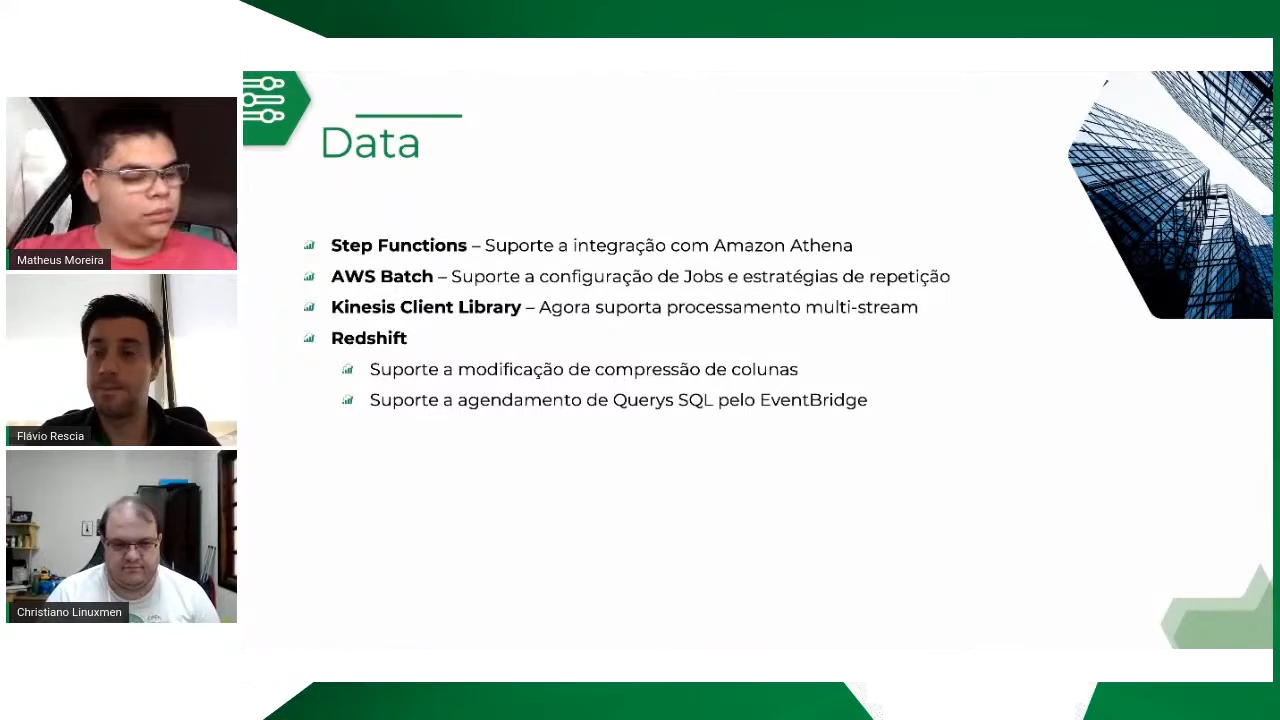 Data
Step Functions – Suporte a integração com Amazon Athena
AWS Batch – Suporte a configuração de Jobs e estratégias de repetição
Kinesis Client Library – Agora suporta processamento multi-stream
Redshift
Suporte a modificação de compressão de colunas
Suporte a agendamento de Querys SQL pelo EventBridge
Matheus Moreira
Flávio Rescia
Christiano Linuxmen